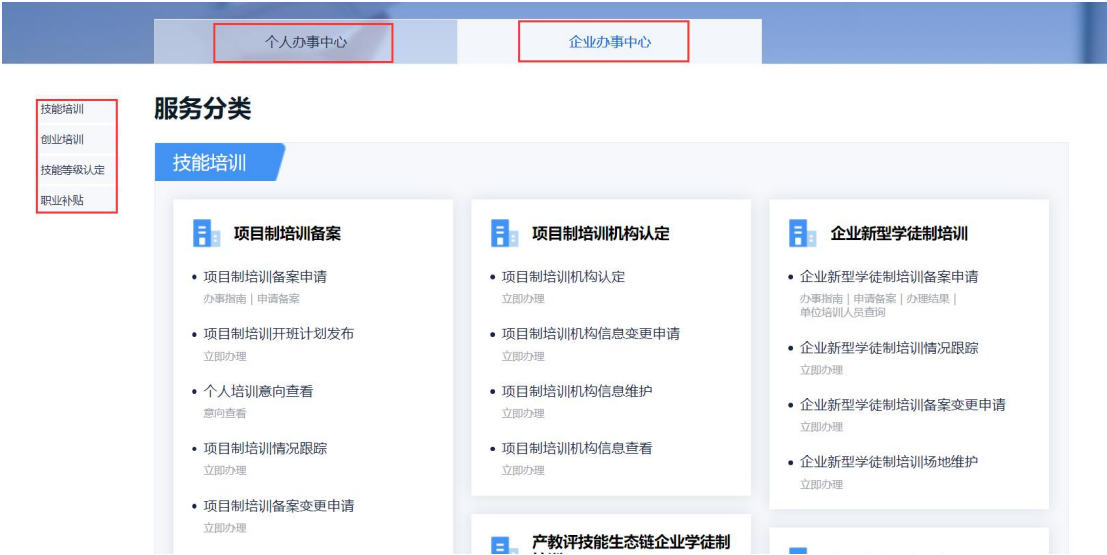 个人办事中心
企业办事中心
技能培训
创业培训
技能等级认定
职业补贴
服务分类
技能培训
项目制培训备案
项目制培训备案申请
办事指南 | 申请备案
项目制培训开班计划发布
立即办理
个人培训意向查看
意向查看
项目制培训情况跟踪
立即办理
项目制培训备案变更申请
立即办理
项目制培训机构认定
项目制培训机构认定
立即办理
项目制培训机构信息变更申请
立即办理
项目制培训机构信息维护
立即办理
项目制培训机构信息查看
立即办理
产教评技能生态链企业学徒制
企业新型学徒制培训
企业新型学徒制培训备案申请
办事指南 | 申请备案 | 办理结果 |
单位培训人员查询
企业新型学徒制培训情况跟踪
立即办理
企业新型学徒制培训备案变更申请
立即办理
企业新型学徒制培训场地维护
立即办理